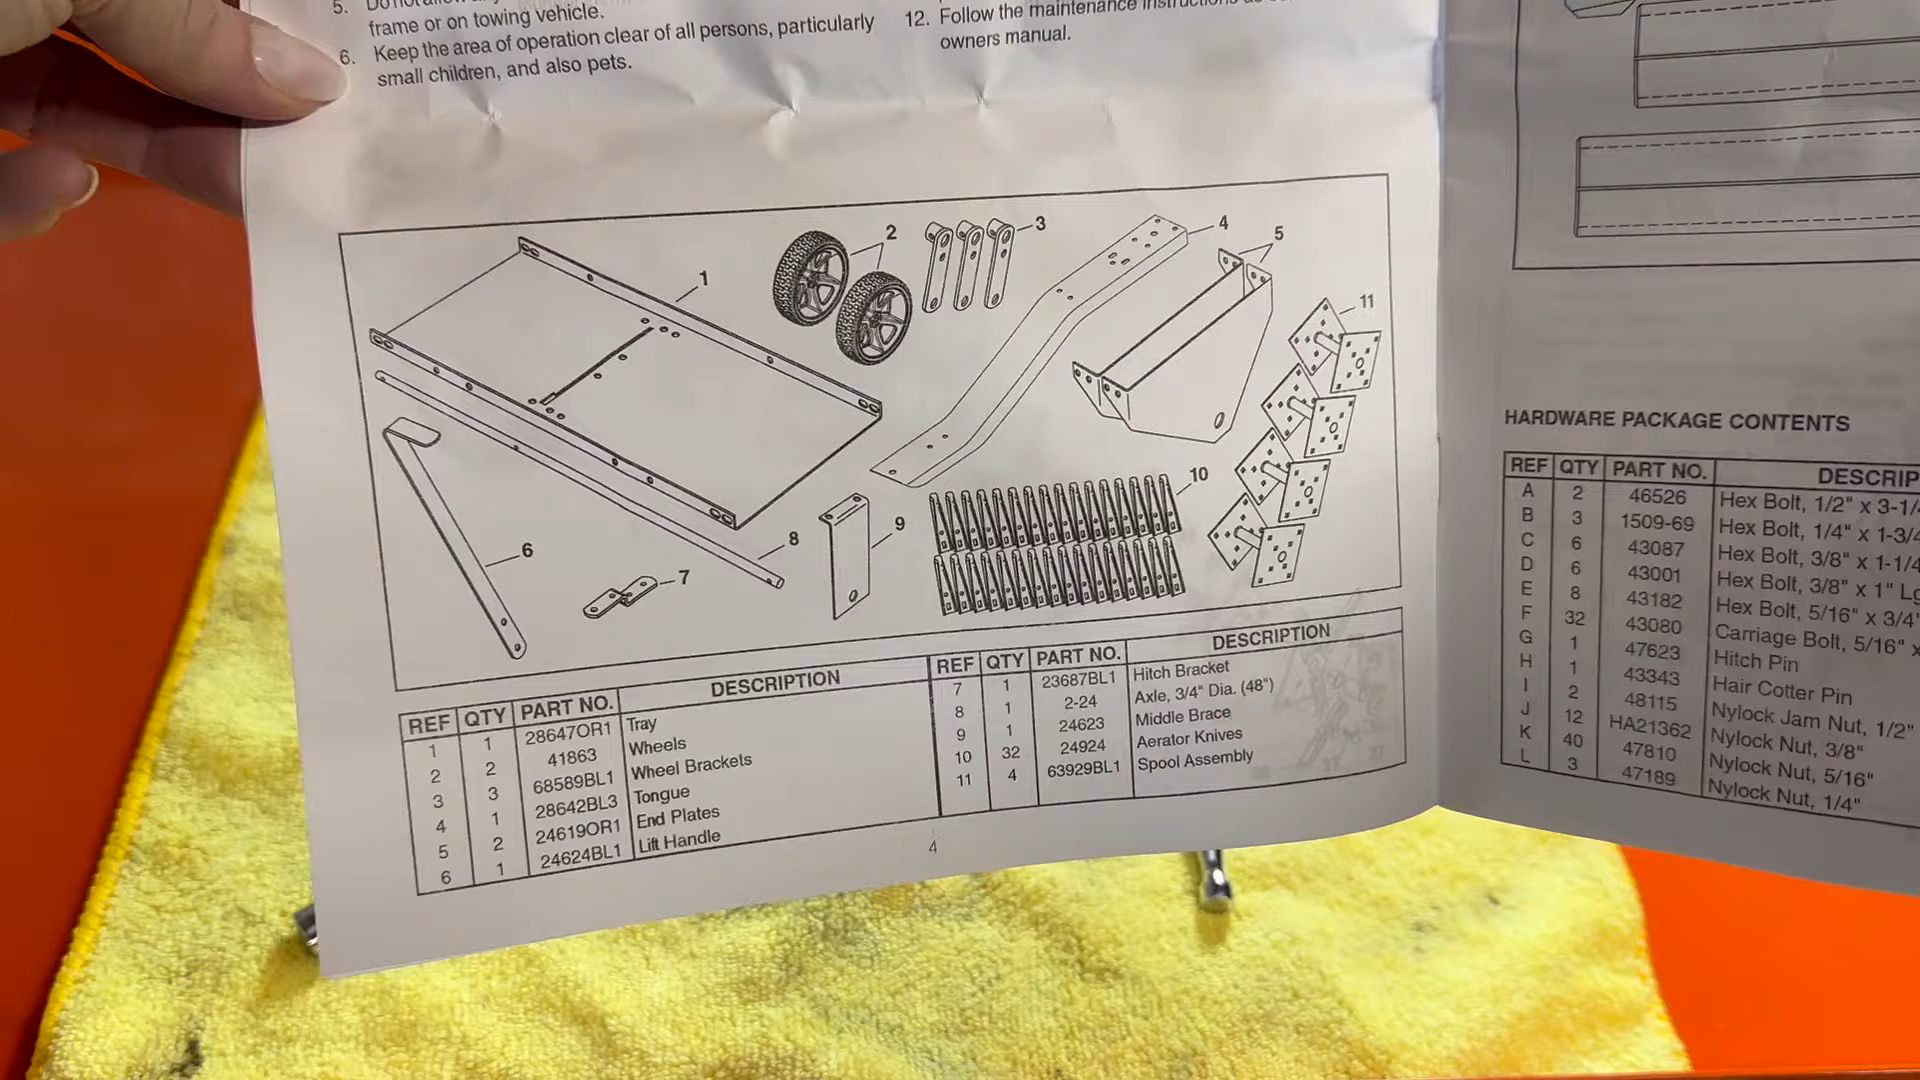 5.
frame or on towing vehicle.
6. Keep the area of operation clear of all persons, particularly
small children, and also pets.
12. Follow the maintenance instructions
owners manual.
1
2
3
4
5
11
10
9
8
6
7
REF QTY PART NO. DESCRIPTION
1 1 28647OR1 Tray
2 2 41863 Wheels
3 3 68589BL1 Wheel Brackets
4 1 28642BL3 Tongue
5 2 24619OR1 End Plates
6 1 24624BL1 Lift Handle
REF QTY PART NO. DESCRIPTION
7 1 23687BL1 Hitch Bracket
8 1 2-24 Axle, 3/4" Dia. (48")
9 1 24623 Middle Brace
10 32 24924 Aerator Knives
11 4 63929BL1 Spool Assembly
4
HARDWARE PACKAGE CONTENTS
REF QTY PART NO.
A 2 46526 Hex Bolt, 1/2" x
B 3 1509-69 Hex Bolt, 1/4" x
C 6 43087 Hex Bolt, 3/8" x
D 6 43001 Hex Bolt, 3/8" x 1"
E 8 43182 Hex Bolt, 5/16" x 3/4"
F 32 43080 Carriage Bolt, 5/16" x
G 1 47623 Hitch Pin
H 1 43343 Hair Cotter Pin
I 2 48115 Nylock Jam Nut, 1/2"
J 12 HA21362 Nylock Nut, 3/8"
K 40 47810 Nylock Nut, 5/16"
L 3 47189 Nylock Nut, 1/4"